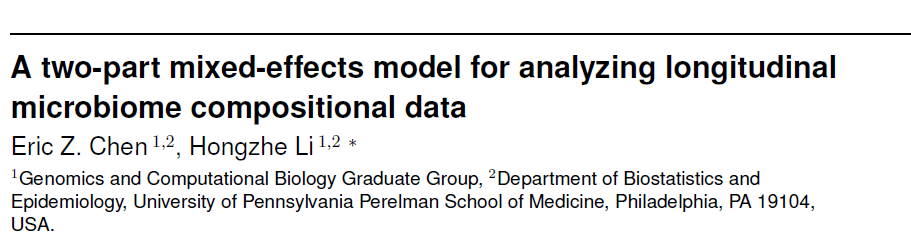 A two-part mixed-effects model for analyzing longitudinal
microbiome compositional data
Eric Z. Chen 1,2, Hongzhe Li 1,2 *
1Genomics and Computational Biology Graduate Group, 2Department of Biostatistics and
Epidemiology, University of Pennsylvania Perelman School of Medicine, Philadelphia, PA 19104,
USA.